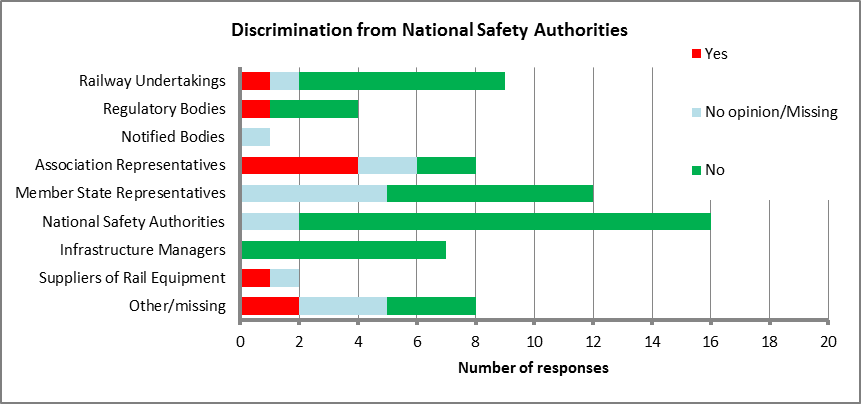 Discrimination from National Safety Authorities
Yes
No opinion/Missing
No
Railway Undertakings
Regulatory Bodies
Notified Bodies
Association Representatives
Member State Representatives
National Safety Authorities
Infrastructure Managers
Suppliers of Rail Equipment
Other/missing
0 2 4 6 8 10 12 14 16 18 20
Number of responses